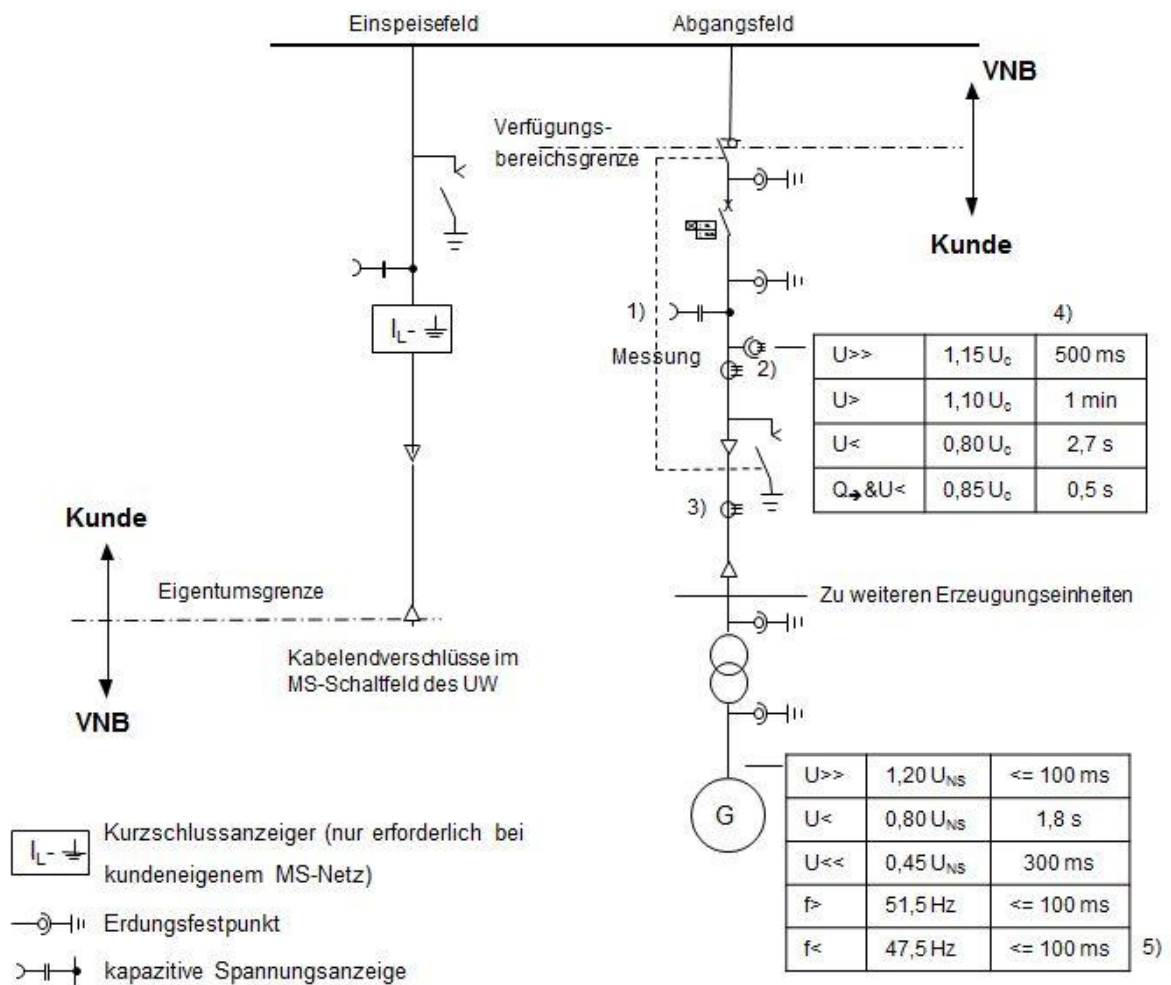 Einspeisefeld
Abgangsfeld
VNB
Verfügungs-
bereichsgrenze
Kunde
1)
Messung
2)
4)
U>> 1,15 Uc 500 ms
U> 1,10 Uc 1 min
U< 0,80 Uc 2,7 s
Q➔&U< 0,85 Uc 0,5 s
IL-
3)
Kunde
Eigentumsgrenze
VNB
Kabelendverschlüsse im
MS-Schaltfeld des UW
Zu weiteren Erzeugungseinheiten
G
U>> 1,20 UNS <= 100 ms
U< 0,80 UNS 1,8 s
U<< 0,45 UNS 300 ms
f> 51,5 Hz <= 100 ms
f< 47,5 Hz <= 100 ms
5)
IL-
Kurzschlussanzeiger (nur erforderlich bei
kundeneigenem MS-Netz)
Erdungsfestpunkt
kapazitive Spannungsanzeige